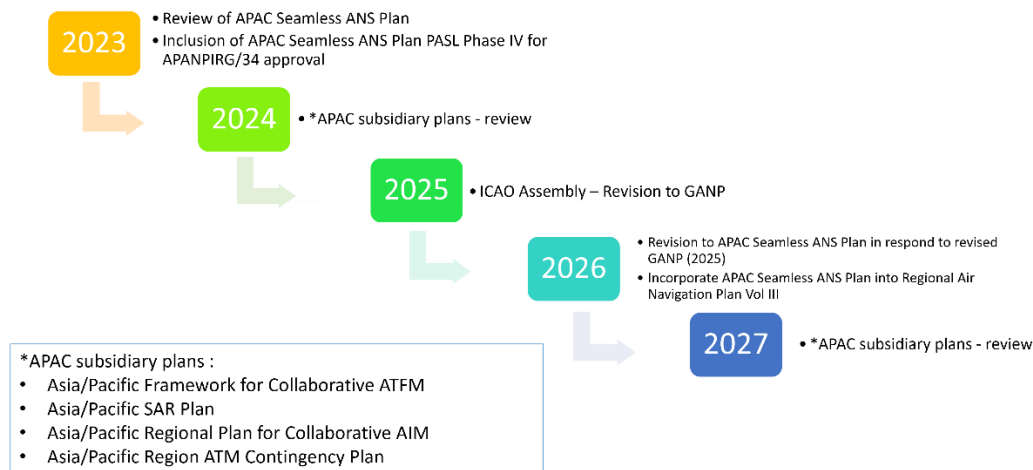 2023
• Review of APAC Seamless ANS Plan
• Inclusion of APAC Seamless ANS Plan PASL Phase IV for
APANPIRG/34 approval
2024
• *APAC subsidiary plans - review
2025
• ICAO Assembly – Revision to GANP
2026
• Revision to APAC Seamless ANS Plan in respond to revised
GANP (2025)
• Incorporate APAC Seamless ANS Plan into Regional Air
Navigation Plan Vol III
2027
• *APAC subsidiary plans - review
*APAC subsidiary plans :
• Asia/Pacific Framework for Collaborative ATFM
• Asia/Pacific SAR Plan
• Asia/Pacific Regional Plan for Collaborative AIM
• Asia/Pacific Region ATM Contingency Plan